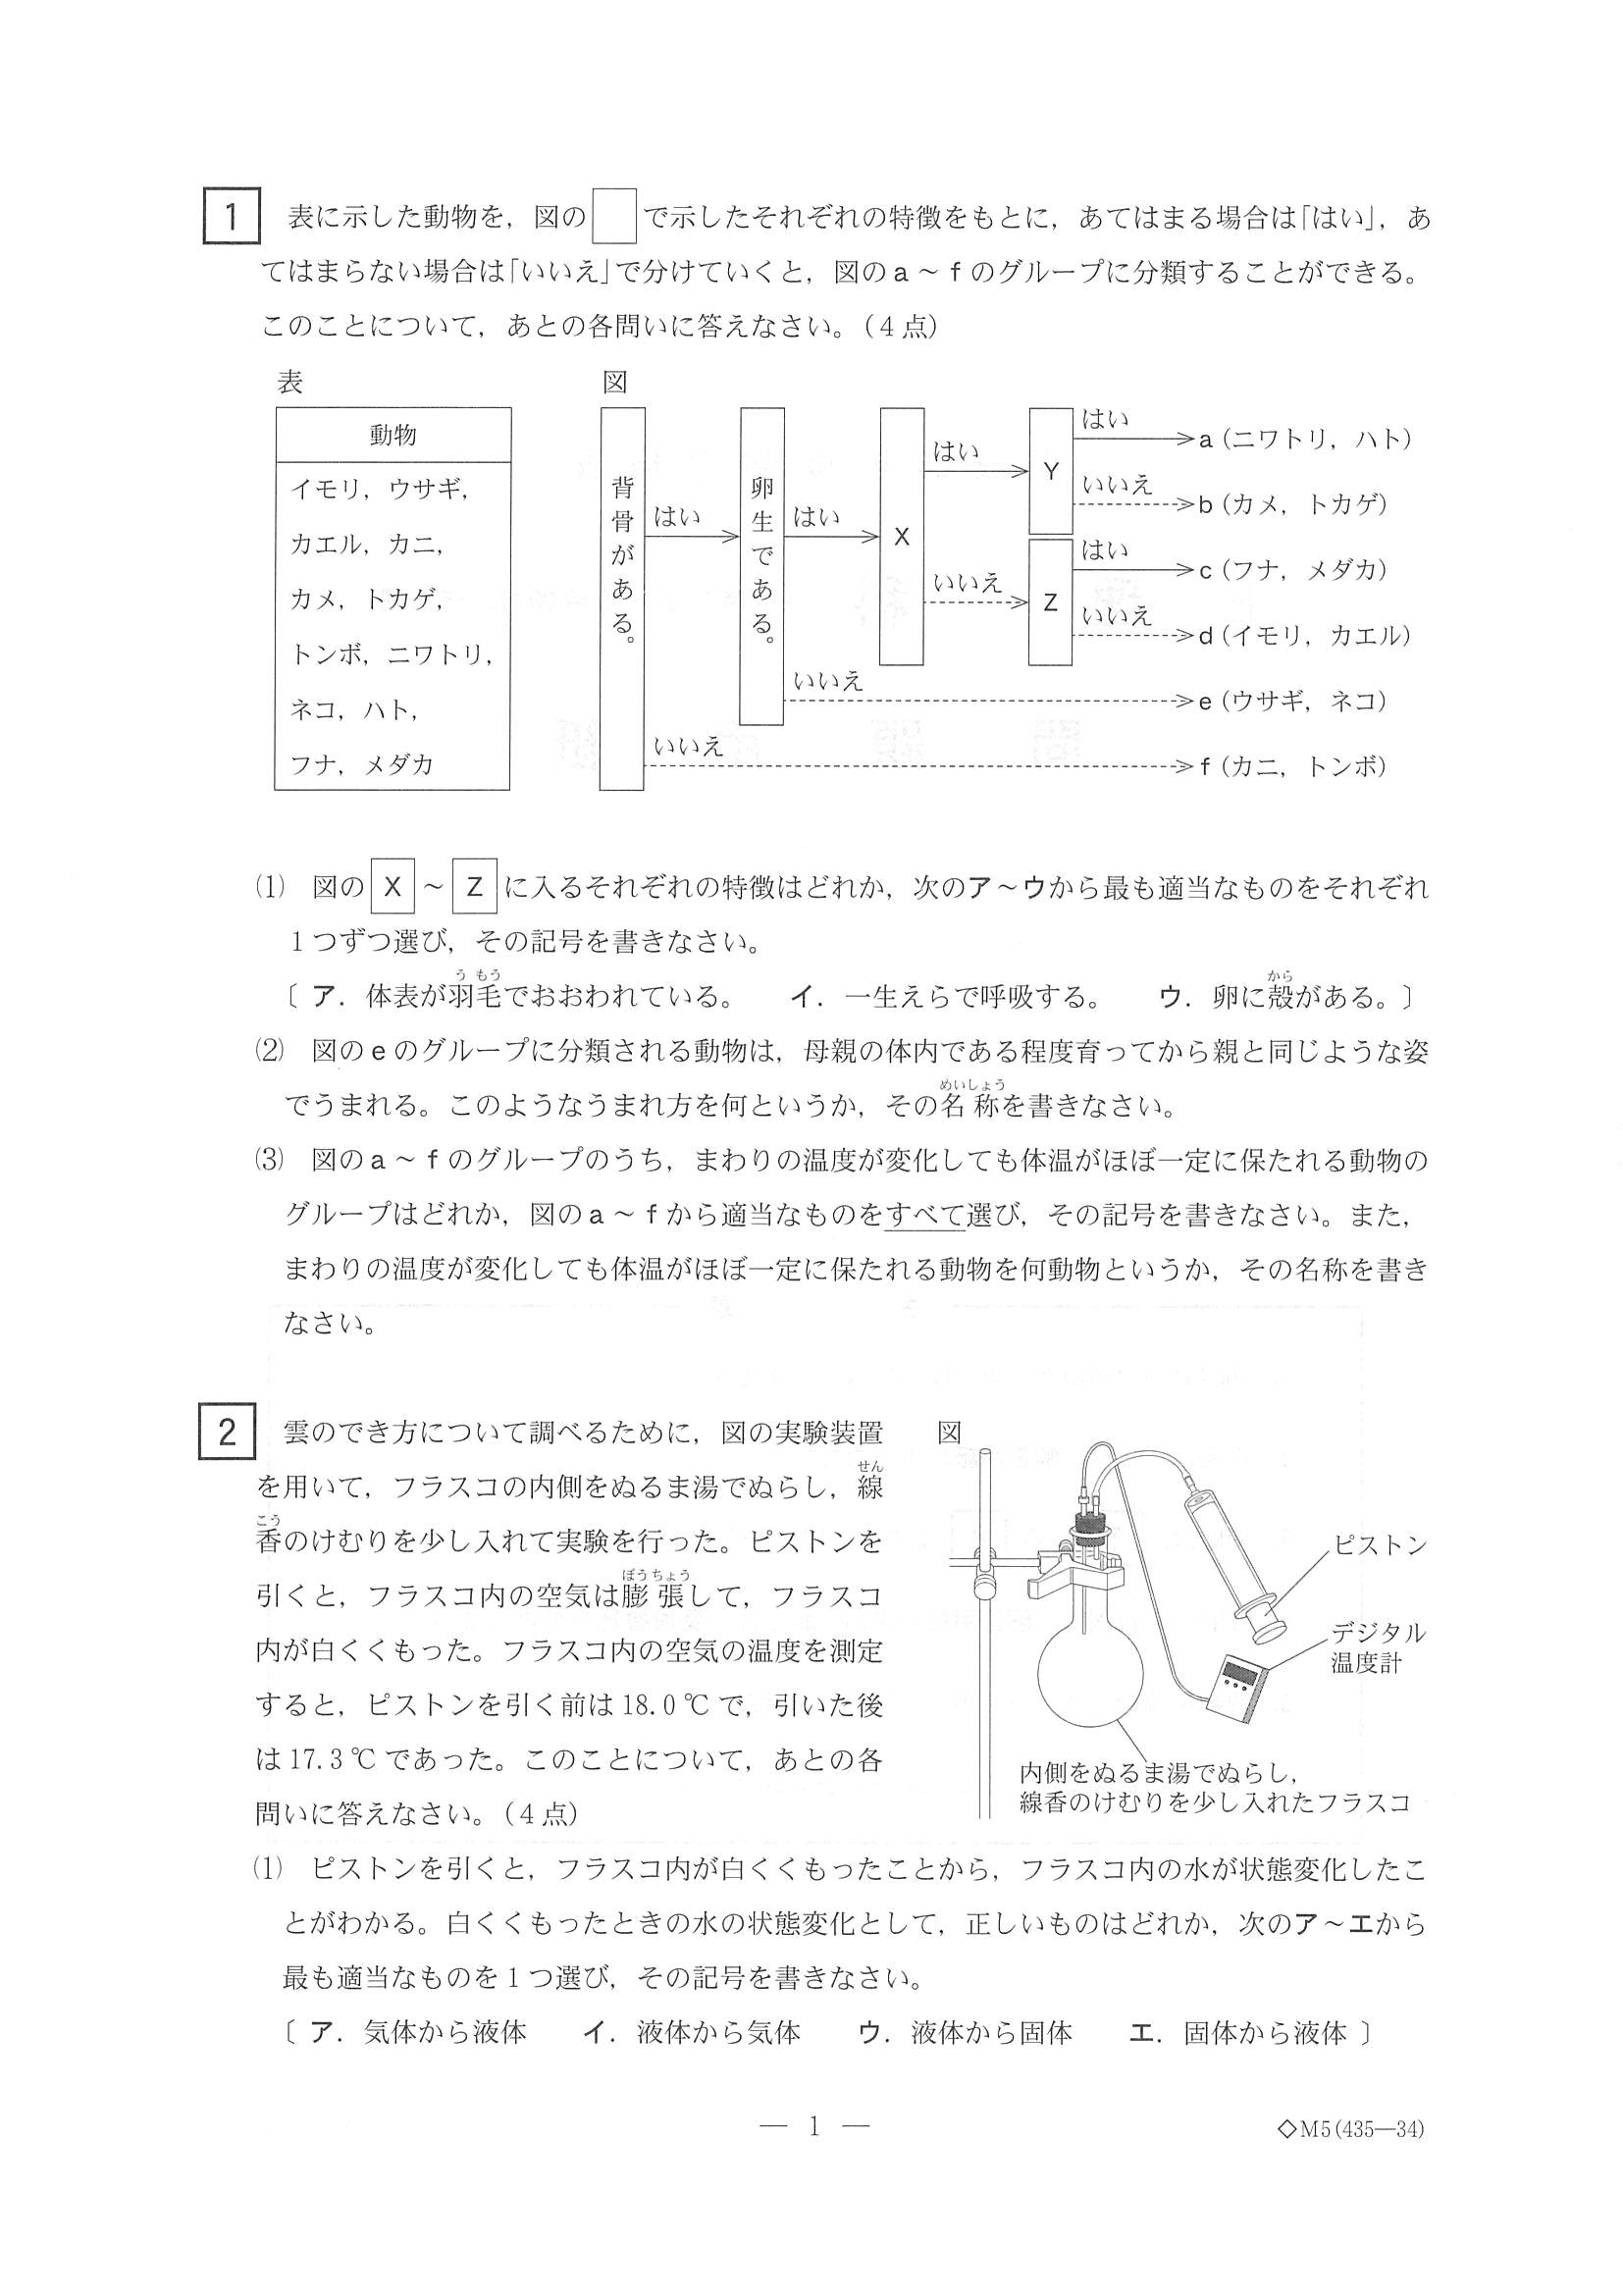 1 表に示した動物を，図の□で示したそれぞれの特徴をもとに，あてはまる場合は「はい」，あ
てはまらない場合は「いいえ」で分けていくと，図のa～fのグループに分類することができる。
このことについて，あとの各問いに答えなさい。（4点）
表
動物
イモリ，ウサギ，
カエル，カニ，
カメ，トカゲ，
トンボ，ニワトリ，
ネコ，ハト，
フナ，メダカ
図
背骨がある。
はい
いいえ
卵生である。
はい
いいえ
X
はい
いいえ
Y
はい
いいえ
Z
はい
いいえ
a（ニワトリ，ハト）
b（カメ，トカゲ）
c（フナ，メダカ）
d（イモリ，カエル）
e（ウサギ，ネコ）
f（カニ，トンボ）
(1) 図のX～Zに入るそれぞれの特徴はどれか，次のア～ウから最も適当なものをそれぞれ
1つずつ選び，その記号を書きなさい。
うもう から
〔ア．体表が羽毛でおおわれている。 イ．一生えらで呼吸する。 ウ．卵に殻がある。〕
(2) 図のeのグループに分類される動物は，母親の体内である程度育ってから親と同じような姿
めいしょう
でうまれる。このようなうまれ方を何というか，その名称を書きなさい。
(3) 図のa～fのグループのうち，まわりの温度が変化しても体温がほぼ一定に保たれる動物の
グループはどれか，図のa～fから適当なものをすべて選び，その記号を書きなさい。また，
まわりの温度が変化しても体温がほぼ一定に保たれる動物を何動物というか，その名称を書き
なさい。
2 雲のでき方について調べるために，図の実験装置
せん
を用いて，フラスコの内側をぬるま湯でぬらし，線
こう
香のけむりを少し入れて実験を行った。ピストンを
ぼうちょう
引くと，フラスコ内の空気は膨張して，フラスコ
内が白くくもった。フラスコ内の空気の温度を測定
すると，ピストンを引く前は18.0℃で，引いた後
は17.3℃であった。このことについて，あとの各
問いに答えなさい。（4点）
図
ピストン
デジタル
温度計
内側をぬるま湯でぬらし，
線香のけむりを少し入れたフラスコ
(1) ピストンを引くと，フラスコ内が白くくもったことから，フラスコ内の水が状態変化したこ
とがわかる。白くくもったときの水の状態変化として，正しいものはどれか，次のア～エから
最も適当なものを1つ選び，その記号を書きなさい。
〔ア．気体から液体 イ．液体から気体 ウ．液体から固体 エ．固体から液体〕
― 1 ―
◇M5(435―34)